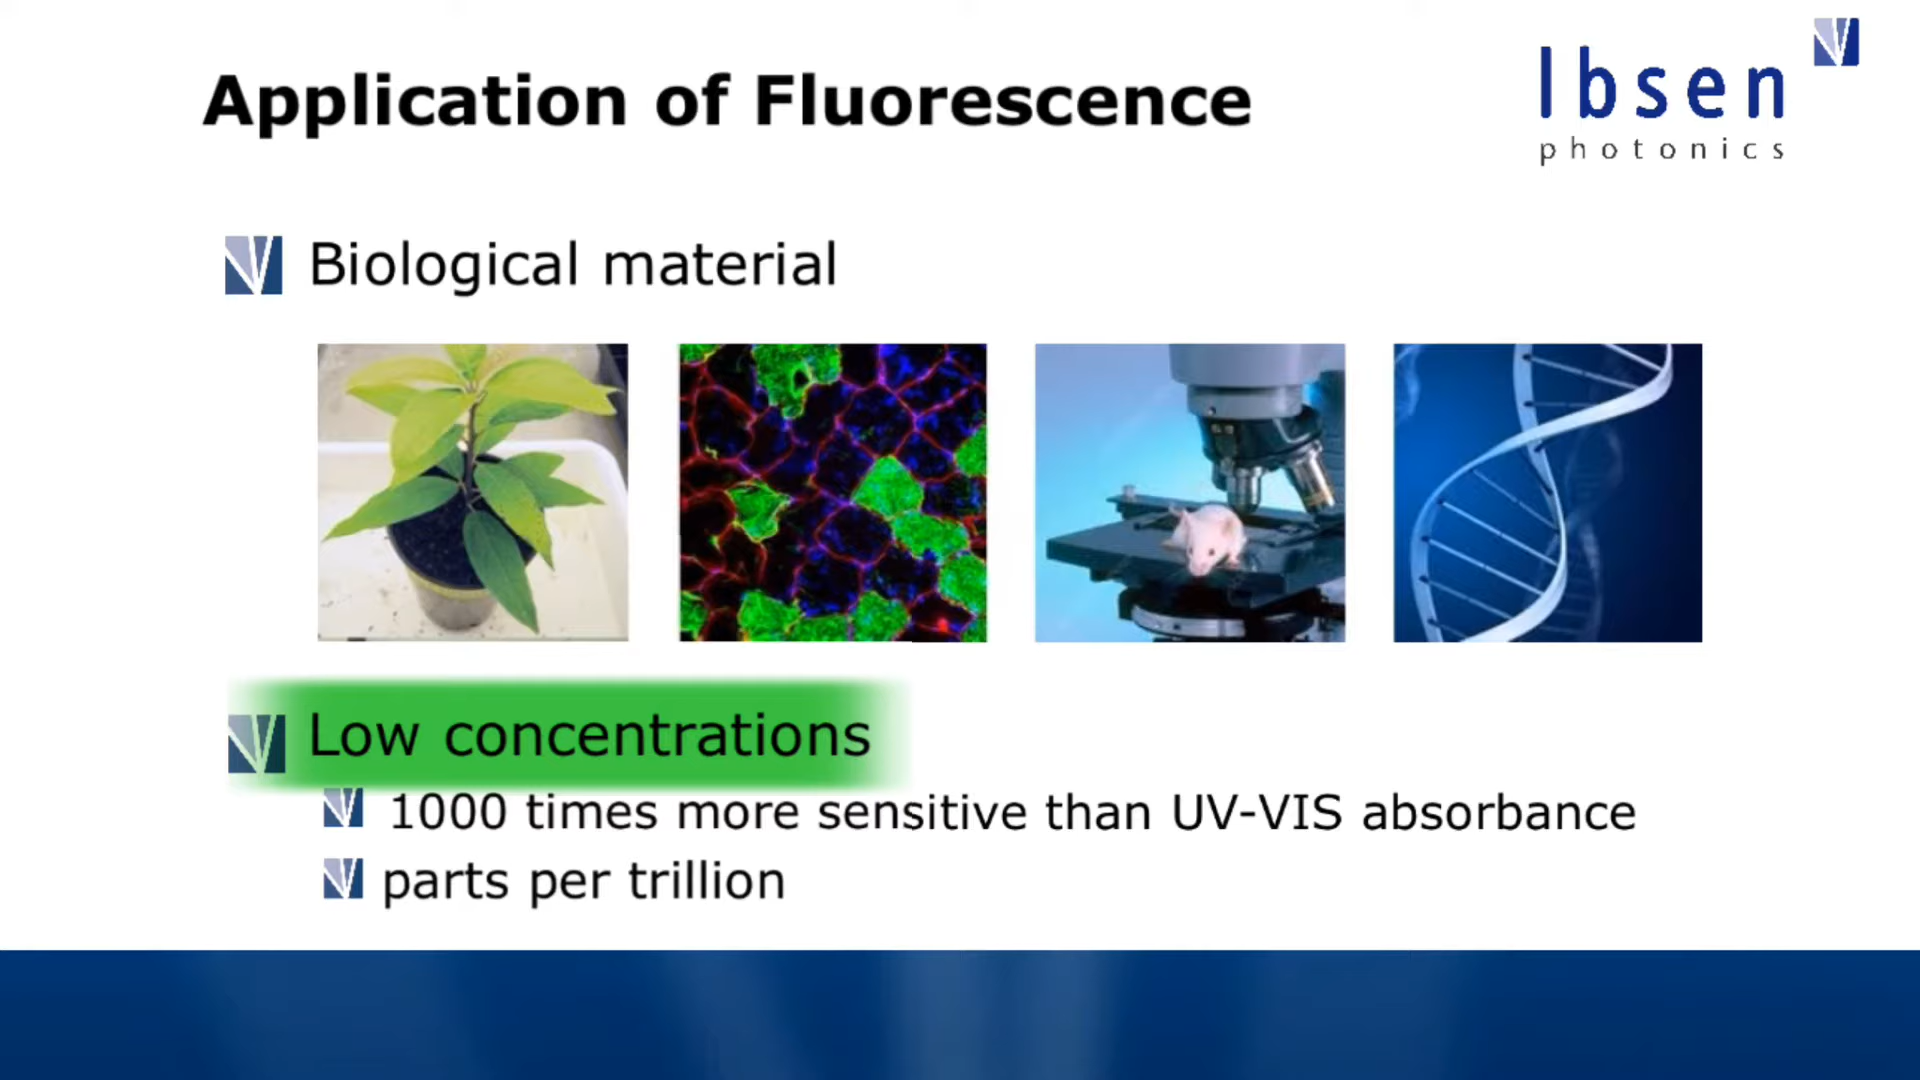 Application of Fluorescence
Ibsen
photonics
Biological material
Low concentrations
1000 times more sensitive than UV-VIS absorbance
parts per trillion